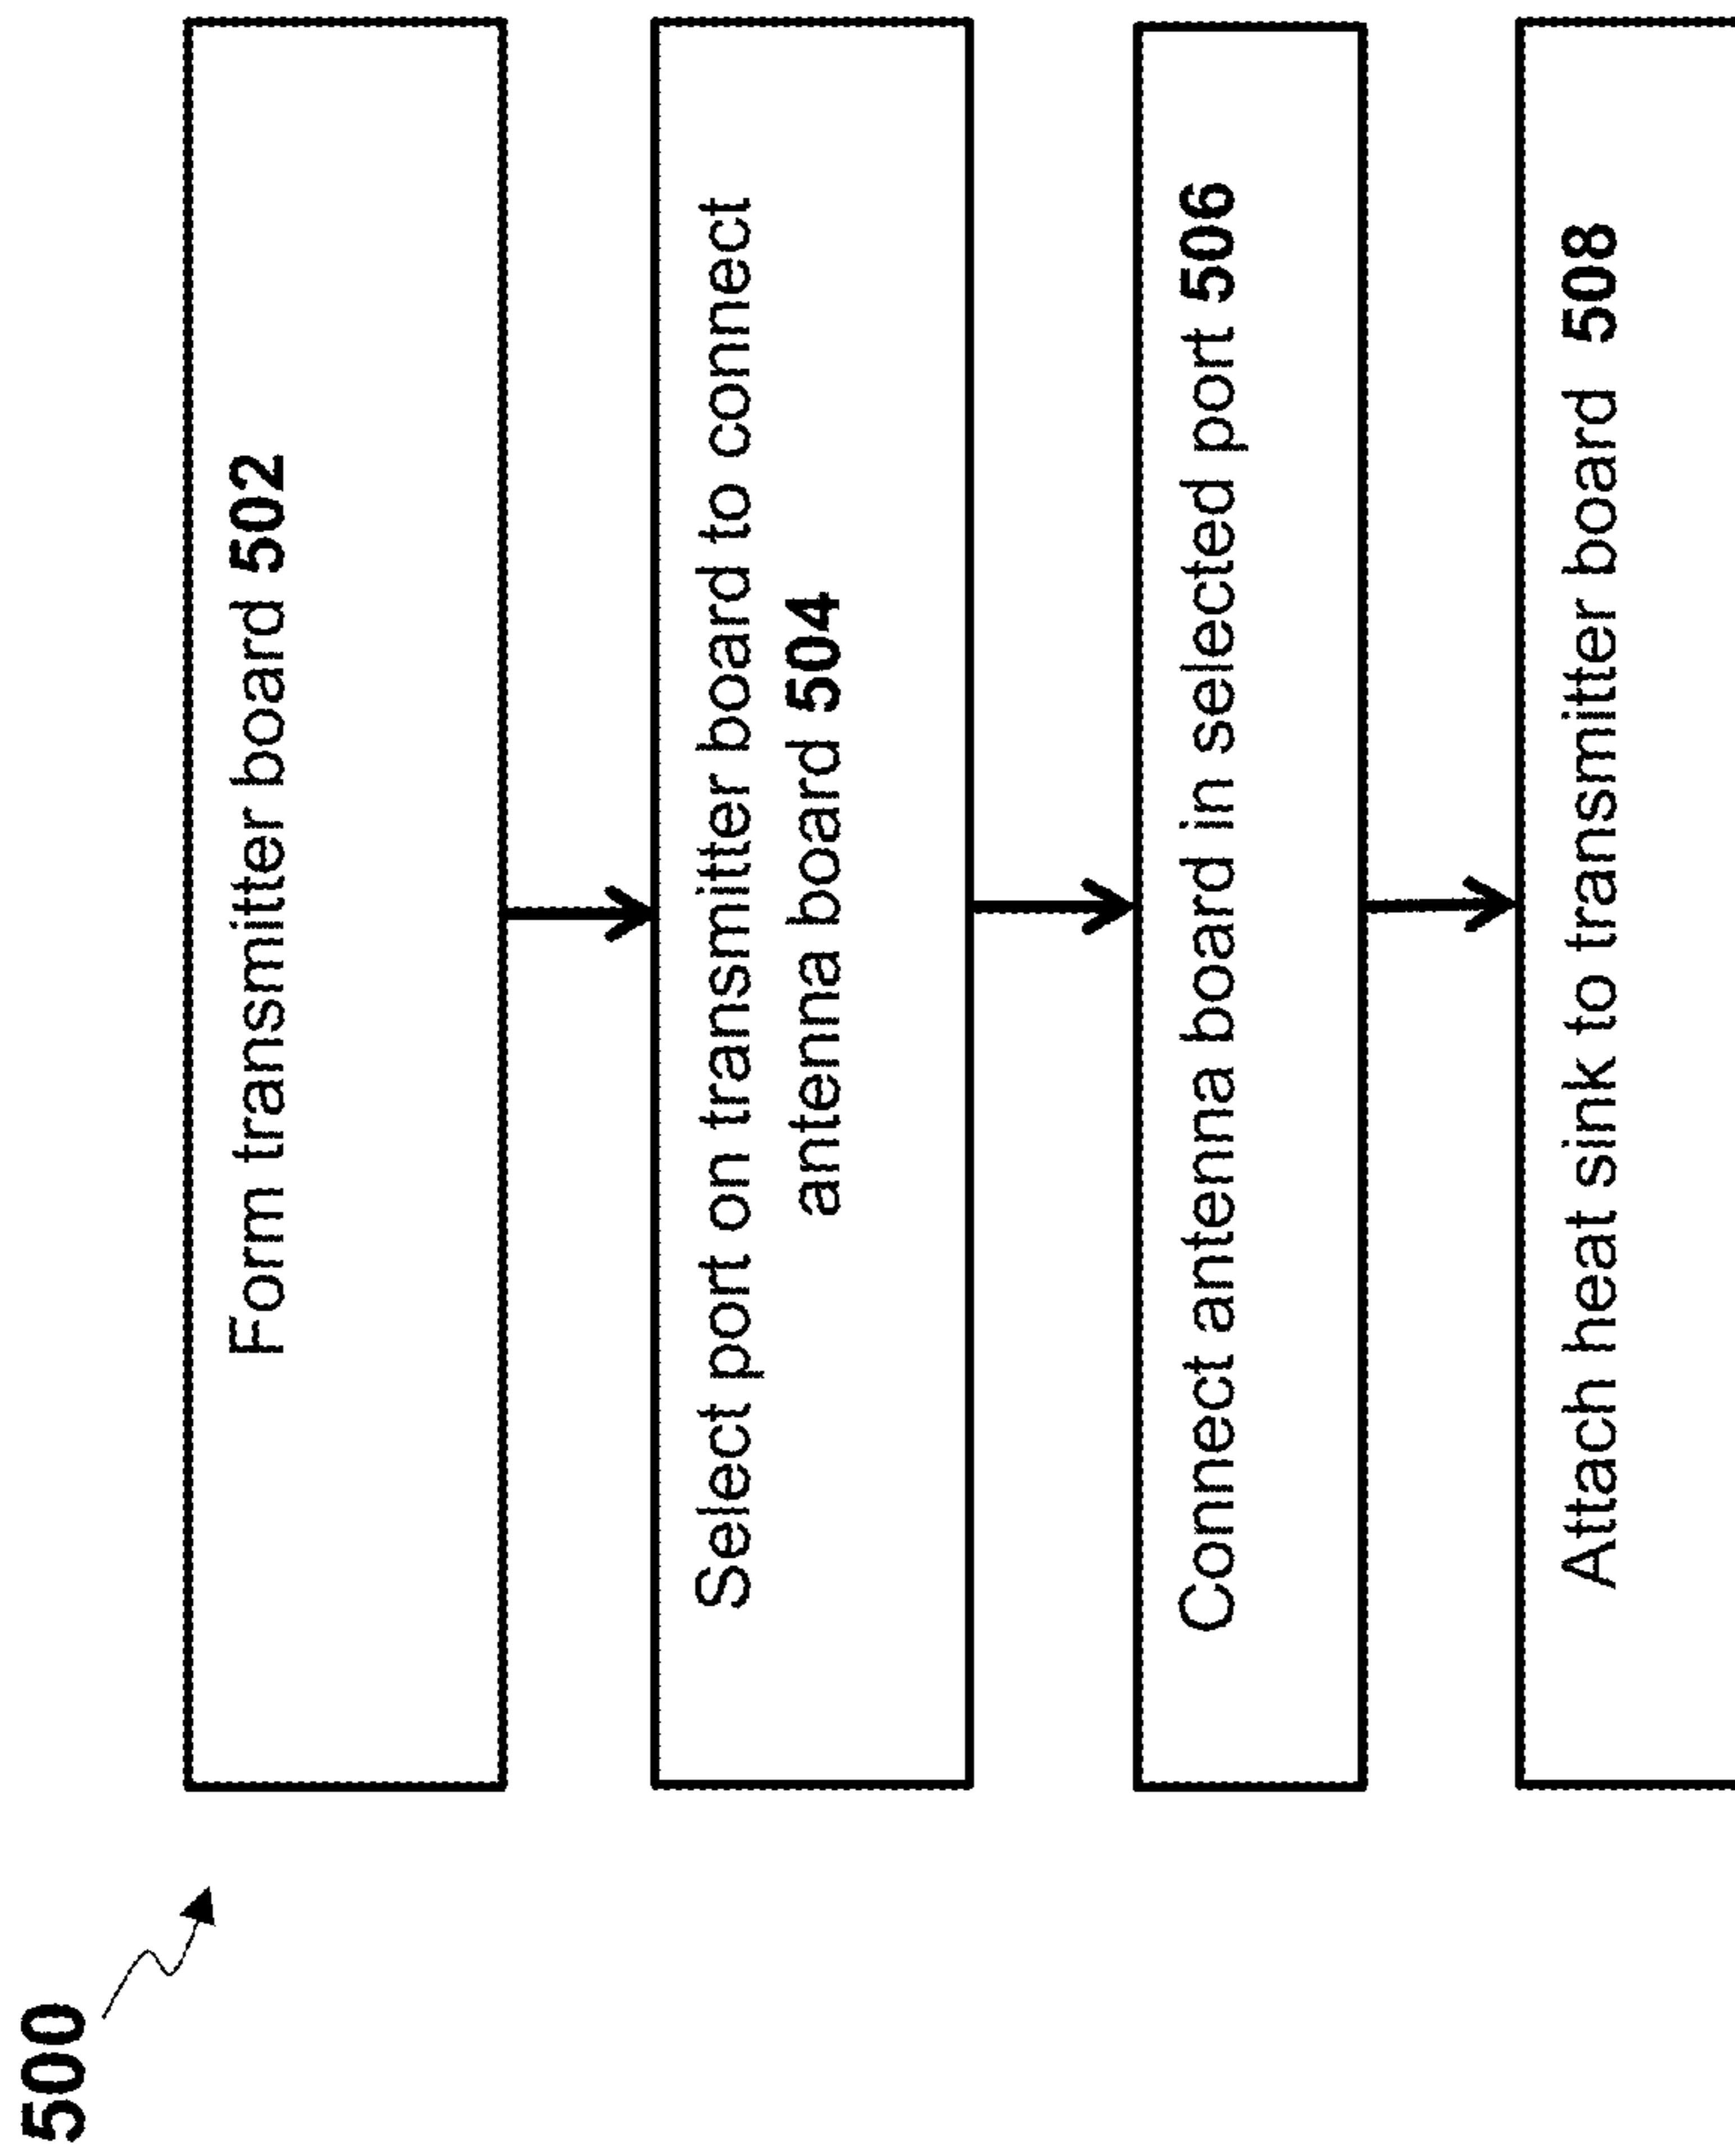 500
Form transmitter board 502
Select port on transmitter board to connect
antenna board 504
Connect antenna board in selected port 506
Attach heat sink to transmitter board 508